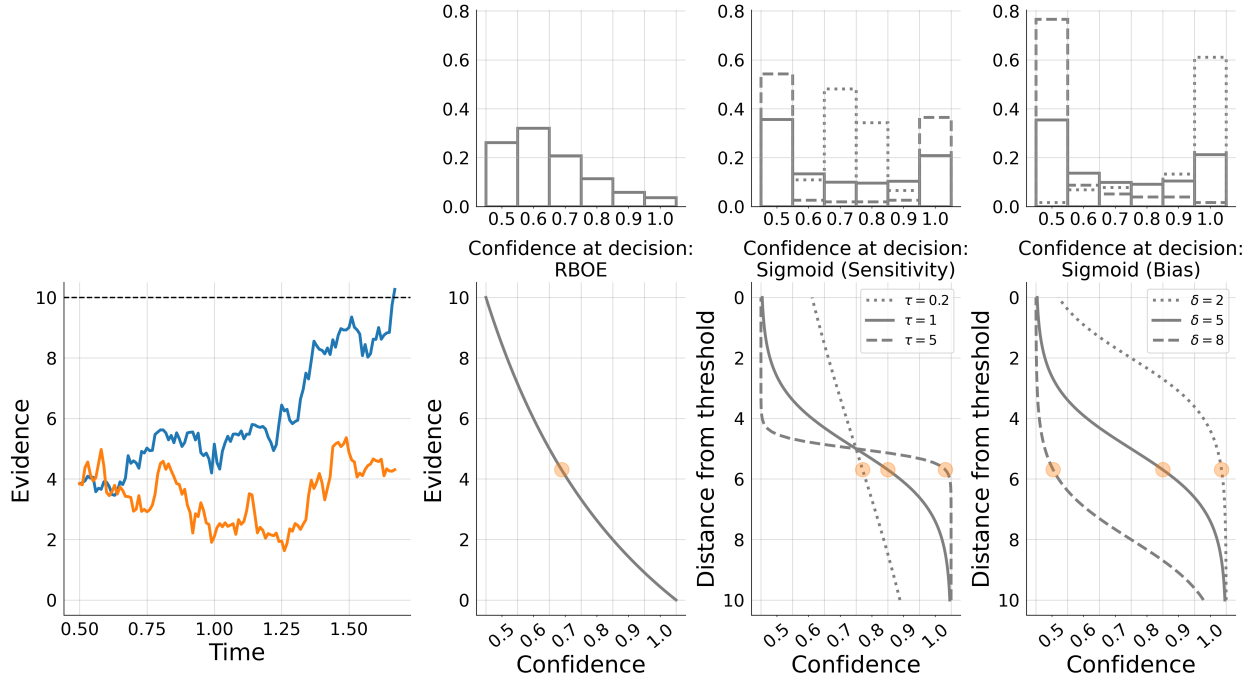 0.8
0.6
0.4
0.2
0.0
0.5 0.6 0.7 0.8 0.9 1.0
Confidence at decision:
RBOE
0.8
0.6
0.4
0.2
0.0
0.5 0.6 0.7 0.8 0.9 1.0
Confidence at decision:
Sigmoid (Sensitivity)
0.8
0.6
0.4
0.2
0.0
0.5 0.6 0.7 0.8 0.9 1.0
Confidence at decision:
Sigmoid (Bias)
Evidence
10
8
6
4
2
0
0.50 0.75 1.00 1.25 1.50
Time
Evidence
10
8
6
4
2
0
0.5 0.6 0.7 0.8 0.9 1.0
Confidence
Distance from threshold
0
2
4
6
8
10
τ = 0.2
τ = 1
τ = 5
0.5 0.6 0.7 0.8 0.9 1.0
Confidence
Distance from threshold
0
2
4
6
8
10
δ = 2
δ = 5
δ = 8
0.5 0.6 0.7 0.8 0.9 1.0
Confidence